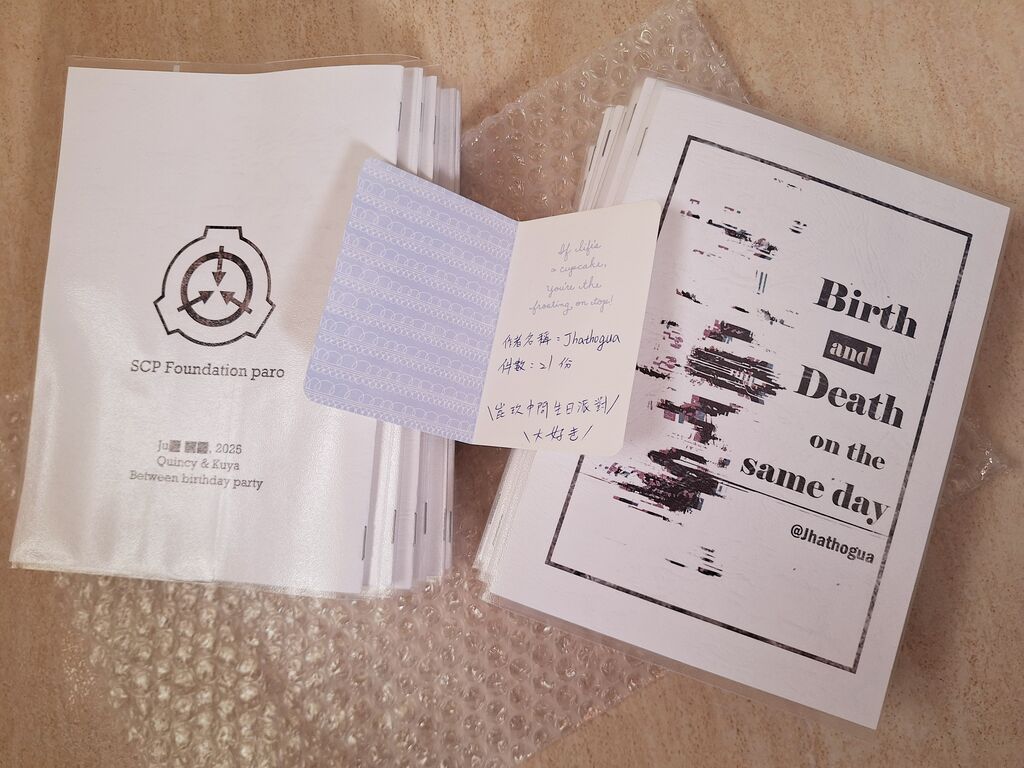 SCP Foundation paro
Ju , 2025
Quincy & Kuya
Between birthday party
If life's
a cupcake,
you're the
frosting on top!
作者名稱:Jhathogua
件數:21份
\崑玖中間生日派對/
\大好き/
Birth
and
Death
on the
same day
@Jhathogua